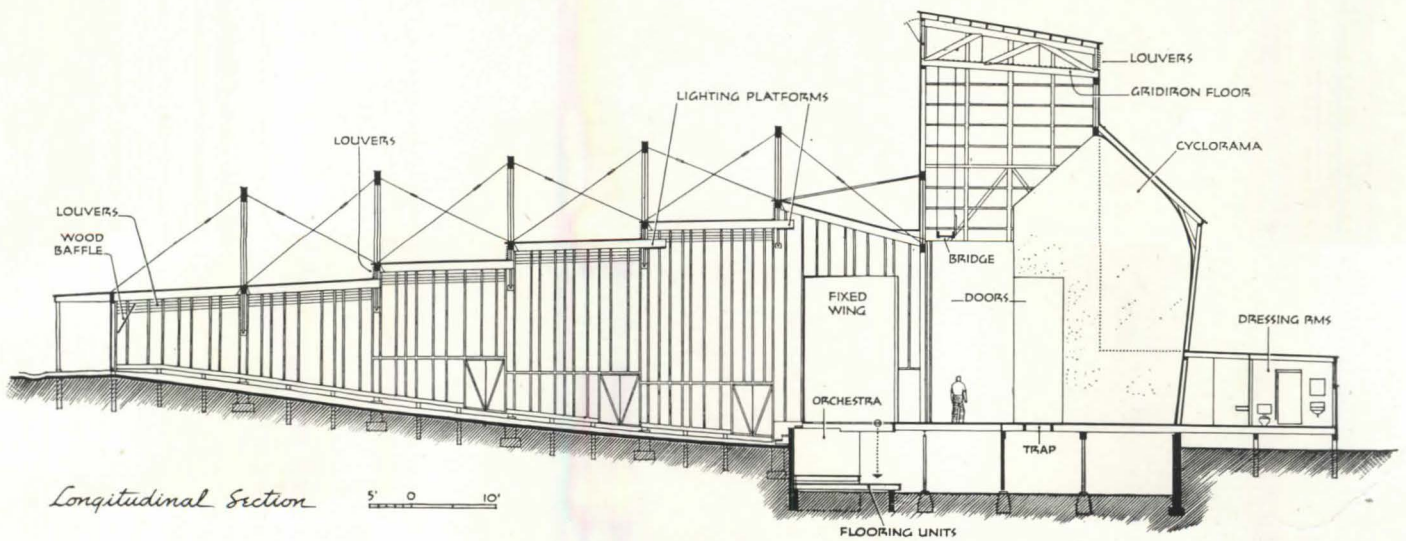 LOUVERS
GRIDIRON FLOOR
LIGHTING PLATFORMS
LOUVERS
CYCLORAMA
LOUVERS
WOOD
BAFFLE
BRIDGE
FIXED
WING
DOORS
DRESSING RMS
ORCHESTRA
TRAP
Longitudinal Section
5' 0 10'
FLOORING UNITS